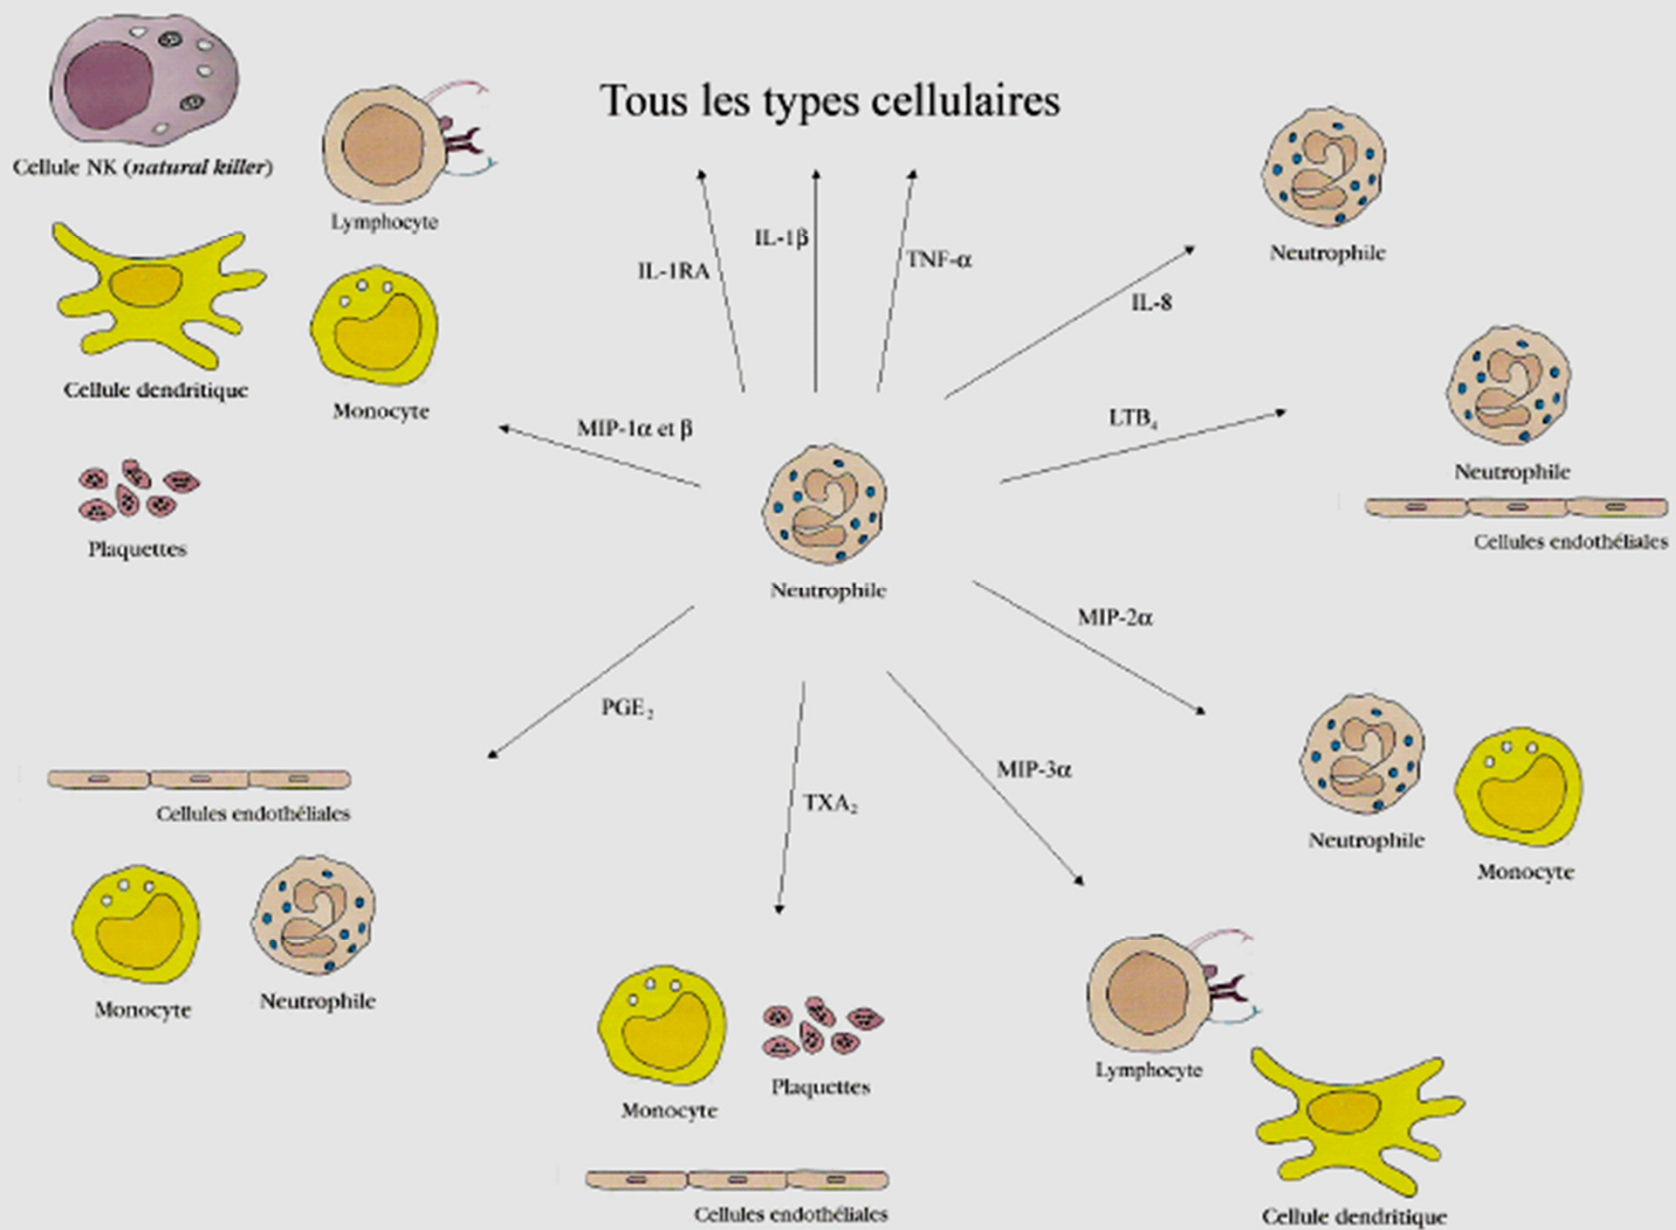 Tous les types cellulaires
Cellule NK (natural killer)
Lymphocyte
Cellule dendritique
Monocyte
Plaquettes
MIP-1α et β
IL-1RA
IL-1β
TNF-α
IL-8
Neutrophile
LTB₄
Neutrophile
Cellules endothéliales
Neutrophile
MIP-2α
Neutrophile
Monocyte
MIP-3α
Lymphocyte
Cellule dendritique
TXA₂
Monocyte
Plaquettes
Cellules endothéliales
PGE₂
Cellules endothéliales
Monocyte
Neutrophile